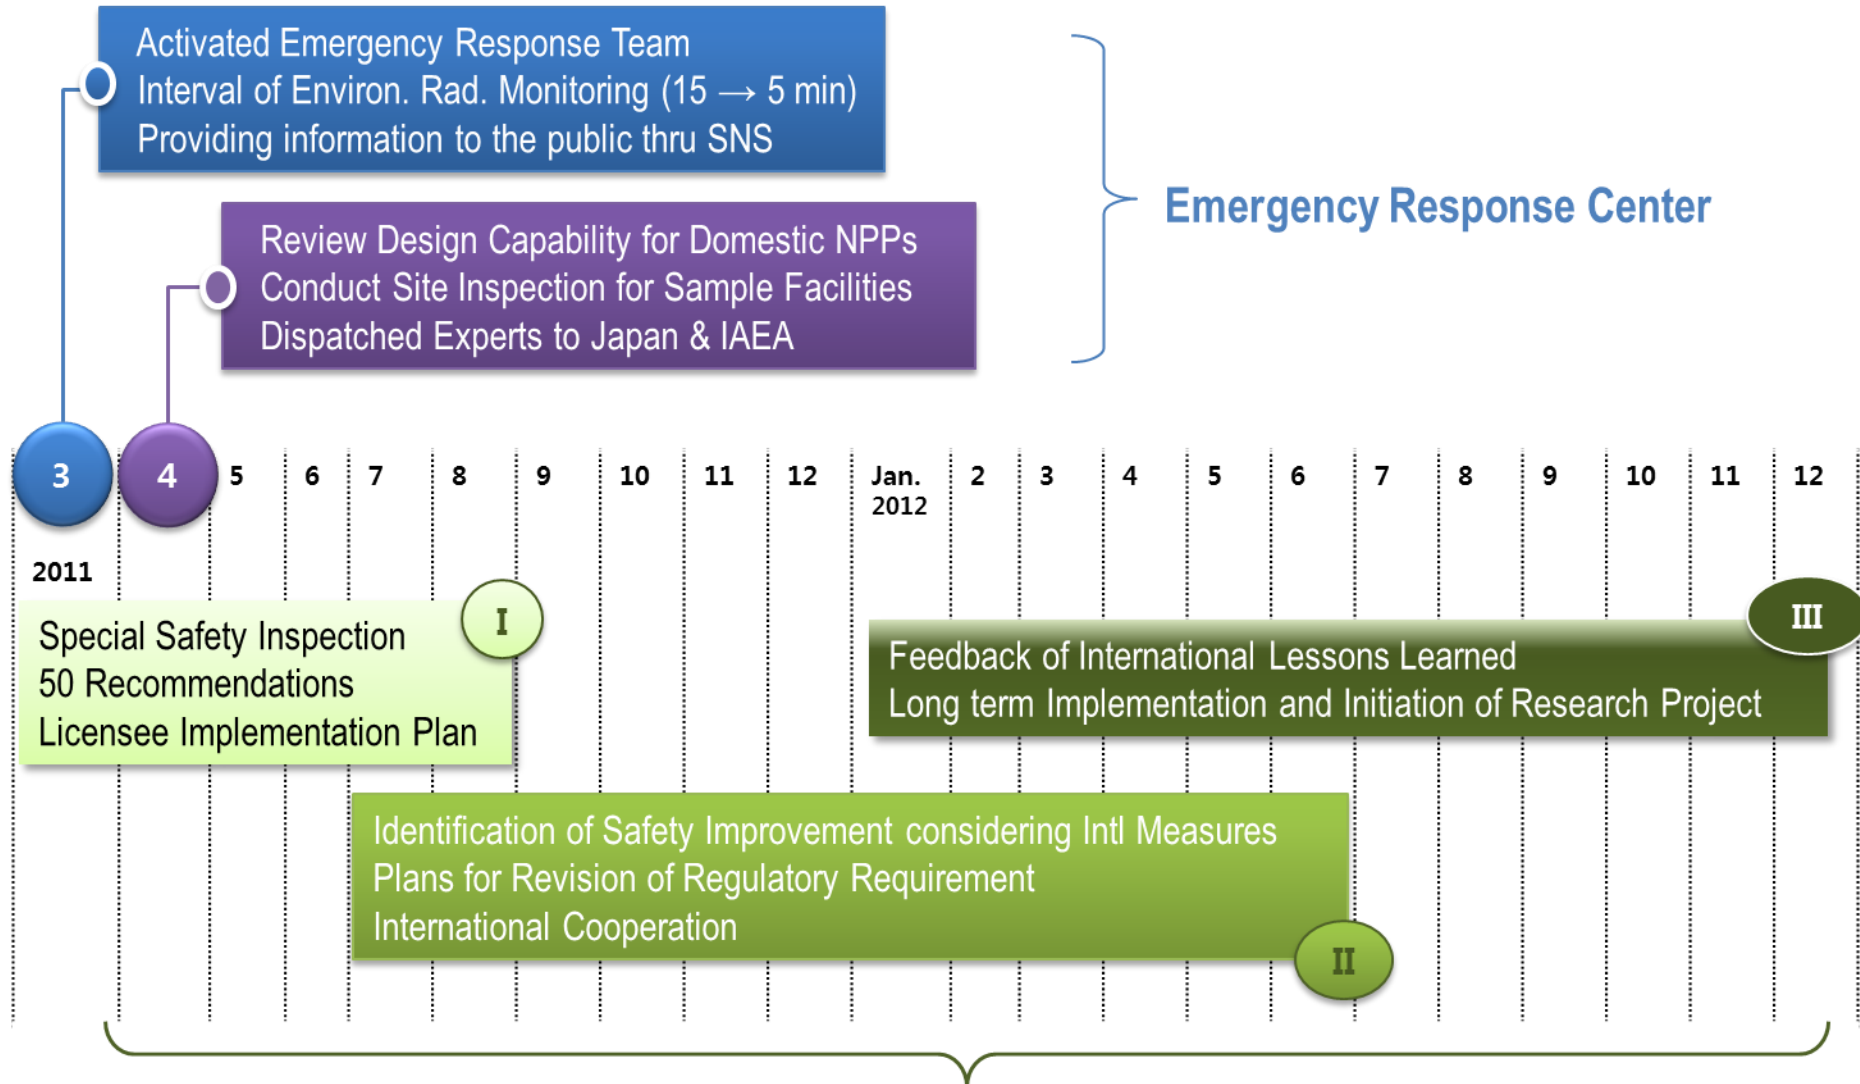 Activated Emergency Response Team
Interval of Environ. Rad. Monitoring (15 → 5 min)
Providing information to the public thru SNS
Emergency Response Center
Review Design Capability for Domestic NPPs
Conduct Site Inspection for Sample Facilities
Dispatched Experts to Japan & IAEA
3 4 5 6 7 8 9 10 11 12 Jan. 2 3 4 5 6 7 8 9 10 11 12
2012
2011
I
Special Safety Inspection
50 Recommendations
Licensee Implementation Plan
III
Feedback of International Lessons Learned
Long term Implementation and Initiation of Research Project
Identification of Safety Improvement considering Intl Measures
Plans for Revision of Regulatory Requirement
International Cooperation
II